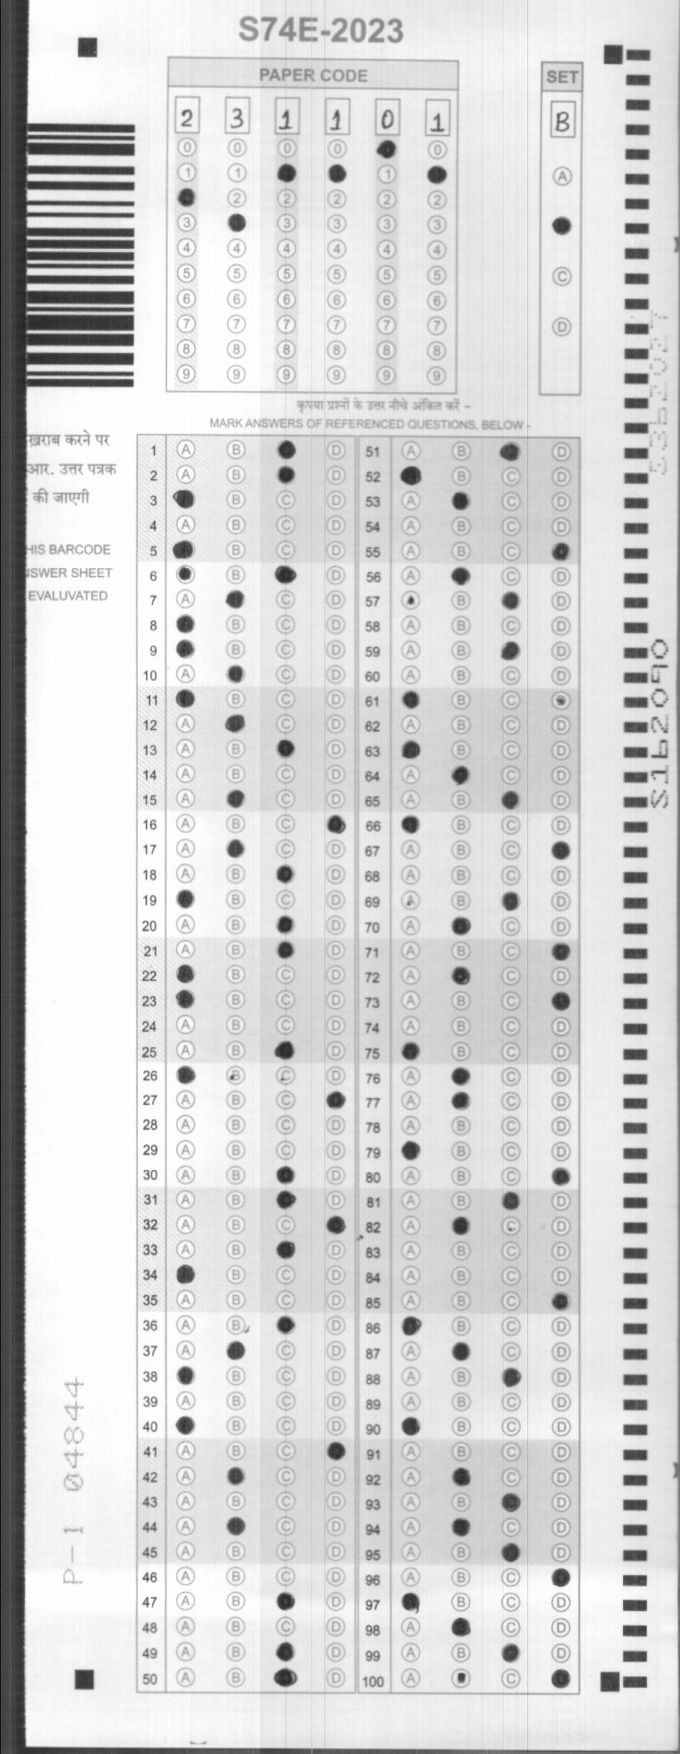 S74E-2023
PAPER CODE
SET
2 3 1 1 0 1
B
0 0 0 0 0
1 1 1 A
2 2 2 2 2
3 3 3 3 3
4 4 4 4 4 4
5 5 5 5 5 5 C
6 6 6 6 6 6
7 7 7 7 7 7 D
8 8 8 8 8 8
9 9 9 9 9 9
कृपया प्रश्नों के उत्तर नीचे अंकित करें -
MARK ANSWERS OF REFERENCED QUESTIONS, BELOW -
ख़राब करने पर
आर. उत्तर पत्रक
की जाएगी
HIS BARCODE
NSWER SHEET
EVALUVATED
1 A B D 51 A B D
2 A B D 52 B C D
3 B C D 53 A C D
4 A B C D 54 A B C D
5 B C D 55 A B C
6 B D 56 A C D
7 A C D 57 B D
8 B C D 58 A B C D
9 B C D 59 A B D
10 A C D 60 A B C D
11 B C D 61 B C
12 A C D 62 A B C D
13 A B D 63 B C D
14 A B C D 64 A C D
15 A C D 65 A B D
16 A B C 66 B C D
17 A C D 67 A B C
18 A B D 68 A B C D
19 B C D 69 A B D
20 A B D 70 A C D
21 A B D 71 A B C
22 B C D 72 A C D
23 B C D 73 A B C
24 A B C D 74 A B C D
25 A B D 75 B C D
26 D 76 A C D
27 A B C 77 A C D
28 A B C D 78 A B C D
29 A B C D 79 B C D
30 A B D 80 A B C
31 A B D 81 A B D
32 A B C 82 A C D
33 A B D 83 A B C D
34 B C D 84 A B C D
35 A B C D 85 A B C
36 A B D 86 B C D
37 A C D 87 A C D
38 B C D 88 A B D
39 A B C D 89 A B C D
40 B C D 90 B C D
41 A B C 91 A B C D
42 A C D 92 A C D
43 A B C D 93 A B D
44 A C D 94 A C D
45 A B C D 95 A B D
46 A B C D 96 A B C
47 A B D 97 B C D
48 A B C D 98 A C D
49 A B D 99 A B D
50 A B D 100 A C
P-1 04844